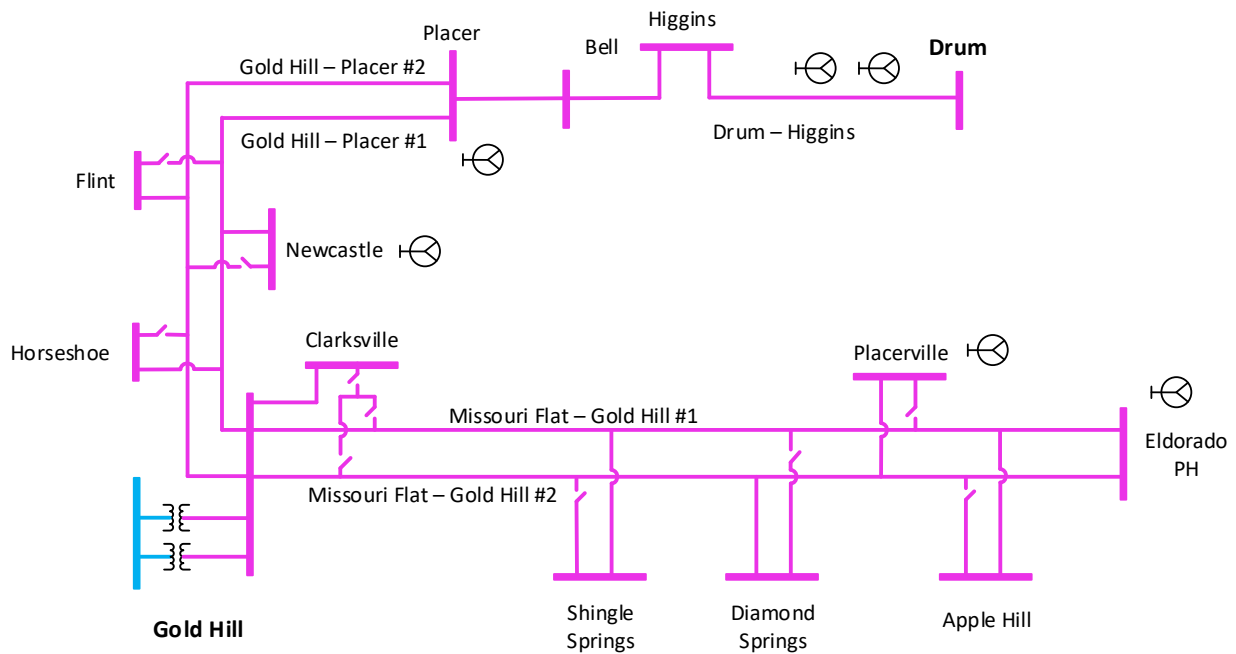 Higgins
Placer
Bell
Drum
Gold Hill – Placer #2
Gold Hill – Placer #1
Drum – Higgins
Flint
Newcastle
Horseshoe
Clarksville
Placerville
Missouri Flat – Gold Hill #1
Eldorado
PH
Missouri Flat – Gold Hill #2
Gold Hill
Shingle
Springs
Diamond
Springs
Apple Hill